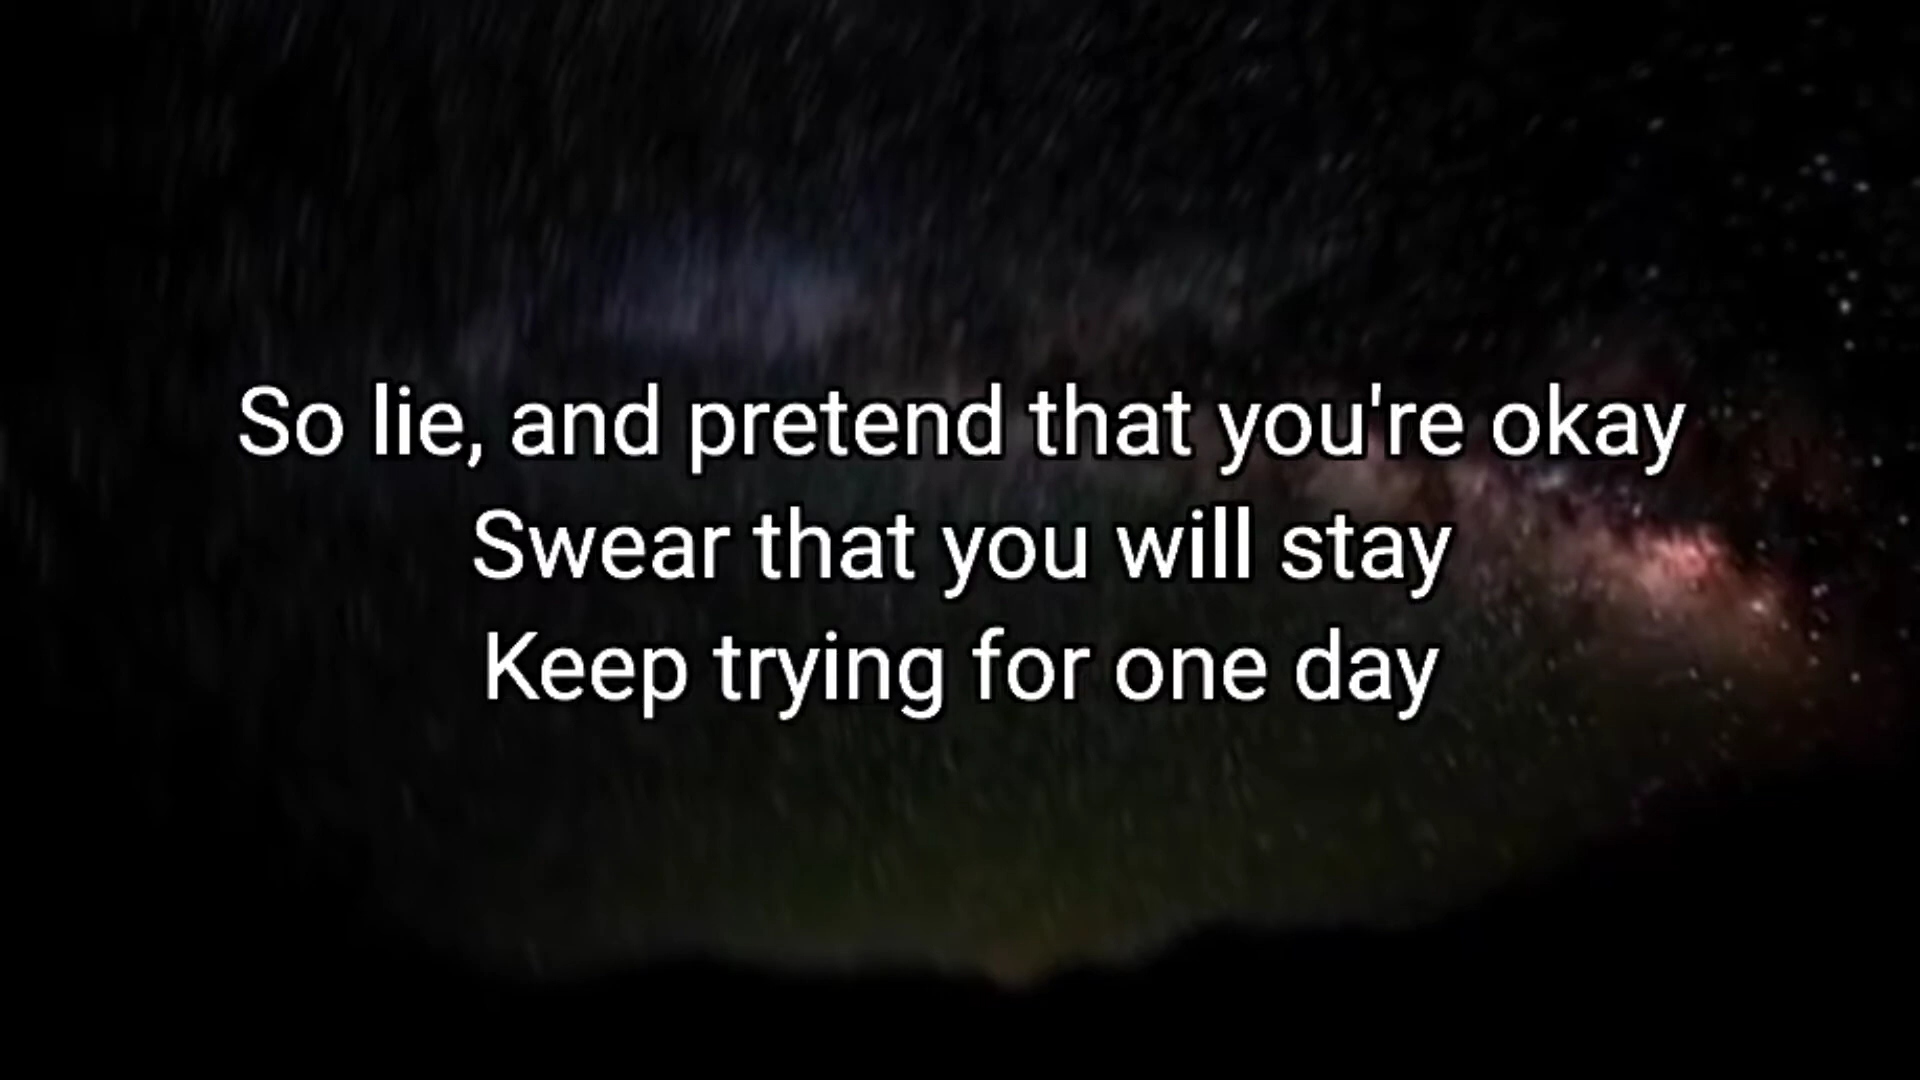 So lie, and pretend that you're okay
Swear that you will stay
Keep trying for one day